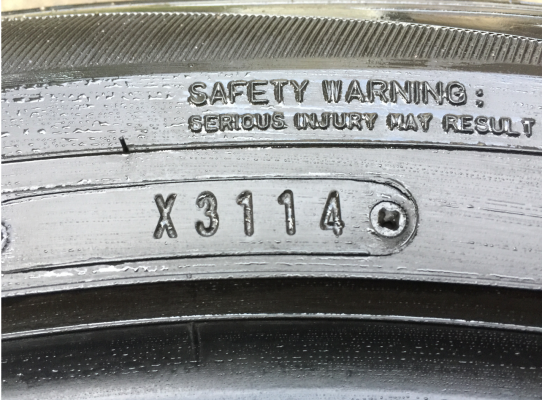 SAFETY WARNING:
SERIOUS INJURY MAY RESULT
X3114